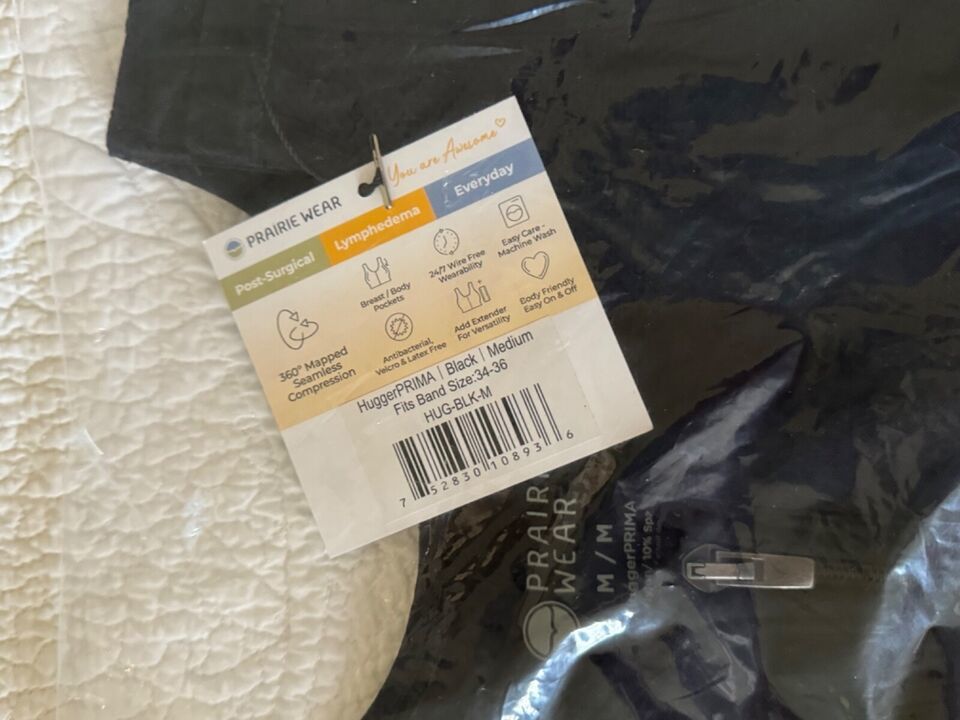 You are Awesome
PRAIRIE WEAR
Post-Surgical
Lymphedema
Everyday
360° Mapped
Seamless
Compression
Breast / Body
Pockets
24/7 Wire Free
Wearability
Easy Care -
Machine Wash
Antibacterial,
Velcro & Latex Free
Add Extender
For Versatility
Body Friendly
Easy On & Off
HuggerPRIMA | Black | Medium
Fits Band Size:34-36
HUG-BLK-M
7 52830 10893 6
WEAR
M / M
10%